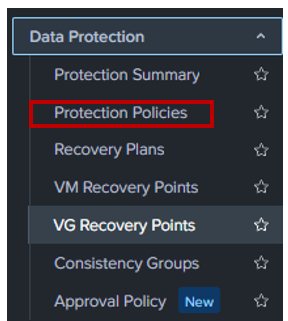 Data Protection
Protection Summary
Protection Policies
Recovery Plans
VM Recovery Points
VG Recovery Points
Consistency Groups
Approval Policy New